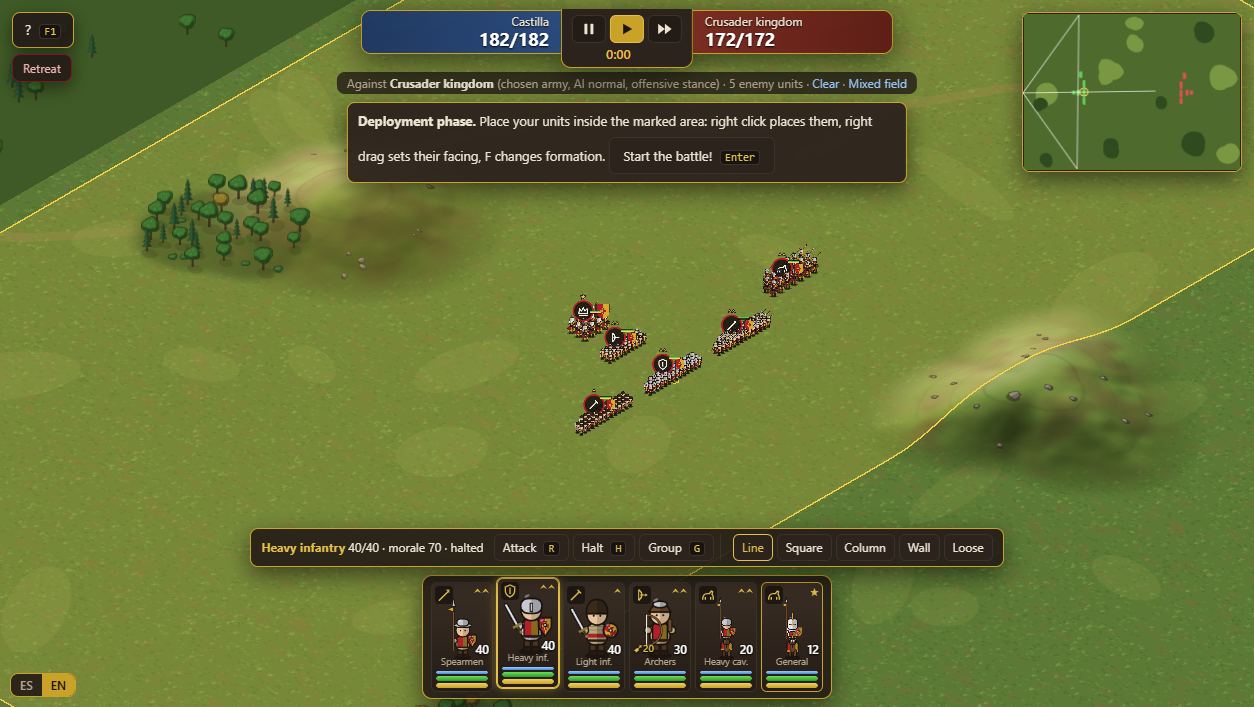 ? F1
Retreat
Castilla
182/182
0:00
Crusader kingdom
172/172
Against Crusader kingdom (chosen army, AI normal, offensive stance) · 5 enemy units · Clear · Mixed field
Deployment phase. Place your units inside the marked area: right click places them, right
drag sets their facing, F changes formation. Start the battle! Enter
Heavy infantry 40/40 · morale 70 · halted Attack R Halt H Group G Line Square Column Wall Loose
40
Spearmen
40
Heavy inf.
40
Light inf.
20 30
Archers
20
Heavy cav.
12
General
ES EN